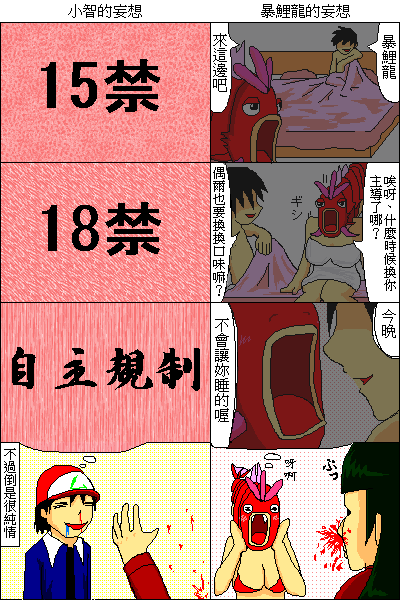 小智的妄想
15禁
18禁
自主規制
不過倒是很純情
暴鯉龍的妄想
暴鯉龍
來這邊吧
唉呀、什麼時候換你
主導了哪？
ギシ
偶爾也要換換口味嘛？
今晚
不會讓妳睡的喔
呀啊
ぶっ